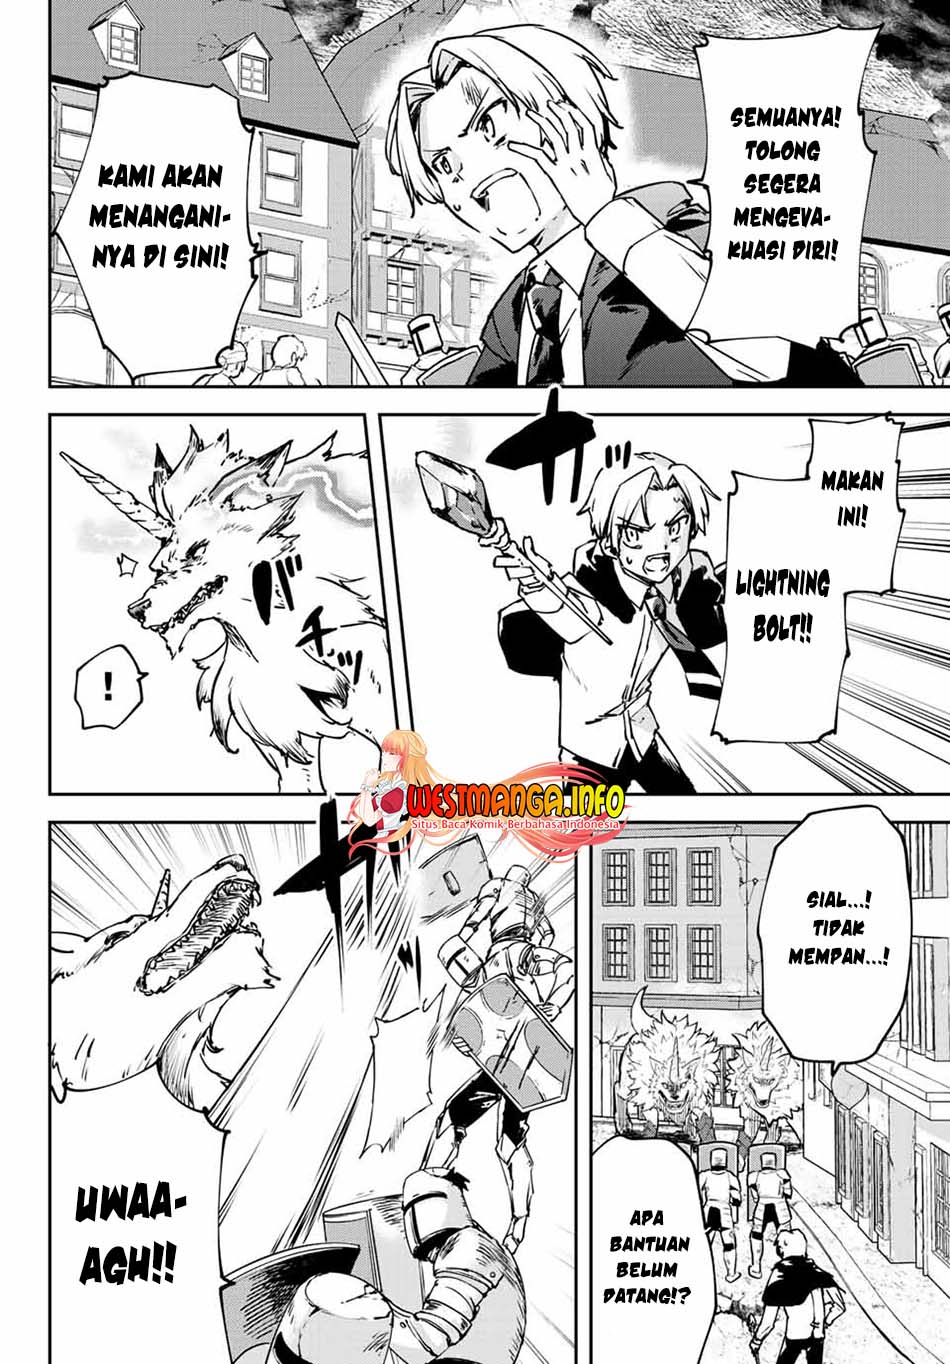 SEMUANYA!
TOLONG
SEGERA
MENGEVA-
KUASI DIRI!
KAMI AKAN
MENANGANI-
NYA DI SINI!
MAKAN
INI!
LIGHTNING
BOLT!!
!
WESTMANGA.INFO
Situs Baca Komik Berbahasa Indonesia
SIAL...!
TIDAK
MEMPAN...!
APA
BANTUAN
BELUM
DATANG!?
UWAA-
AGH!!